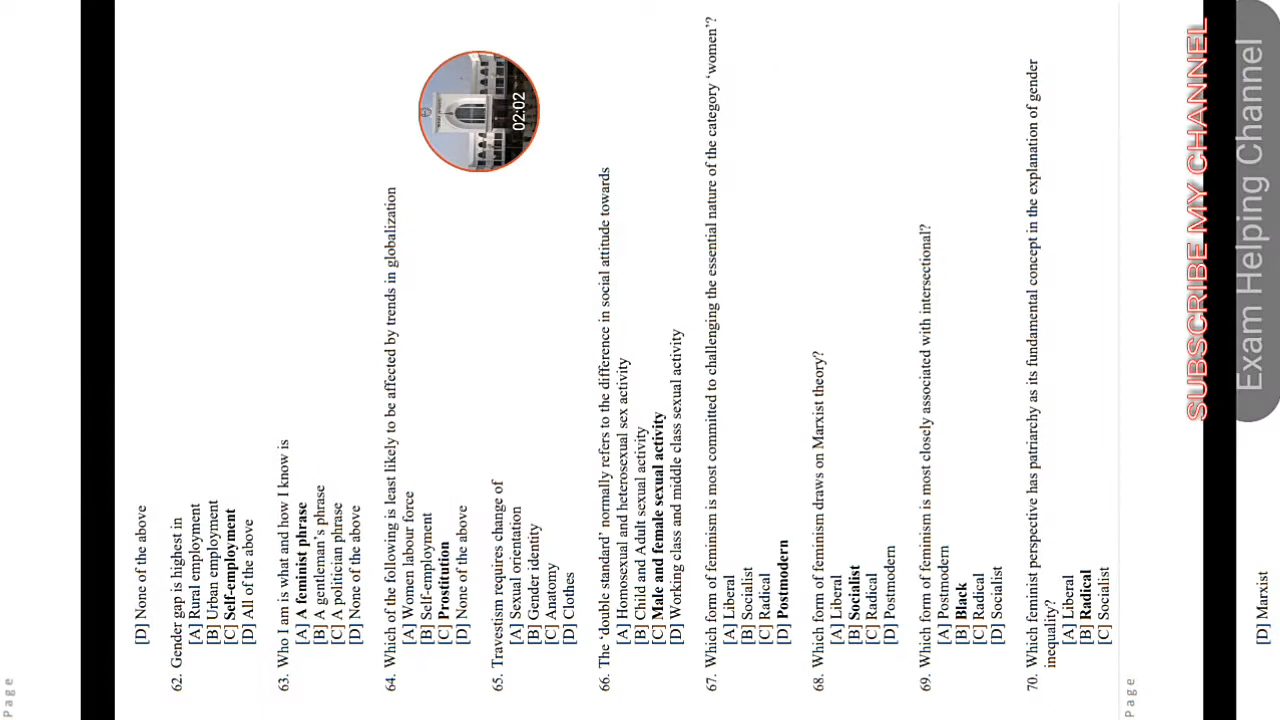 Page
[D] None of the above
62. Gender gap is highest in
[A] Rural employment
[B] Urban employment
[C] Self-employment
[D] All of the above
63. Who I am is what and how I know is
[A] A feminist phrase
[B] A gentleman's phrase
[C] A politician phrase
[D] None of the above
64. Which of the following is least likely to be affected by trends in globalization
[A] Women labour force
[B] Self-employment
[C] Prostitution
[D] None of the above
65. Travestism requires change of
[A] Sexual orientation
[B] Gender identity
[C] Anatomy
[D] Clothes
66. The 'double standard' normally refers to the difference in social attitude towards
[A] Homosexual and heterosexual sex activity
[B] Child and Adult sexual activity
[C] Male and female sexual activity
[D] Working class and middle class sexual activity
67. Which form of feminism is most committed to challenging the essential nature of the category 'women'?
[A] Liberal
[B] Socialist
[C] Radical
[D] Postmodern
68. Which form of feminism draws on Marxist theory?
[A] Liberal
[B] Socialist
[C] Radical
[D] Postmodern
69. Which form of feminism is most closely associated with intersectional?
[A] Postmodern
[B] Black
[C] Radical
[D] Socialist
70. Which feminist perspective has patriarchy as its fundamental concept in the explanation of gender
inequality?
[A] Liberal
[B] Radical
[C] Socialist
Page
[D] Marxist
02:02
SUBSCRIBE MY CHANNEL
Exam Helping Channel